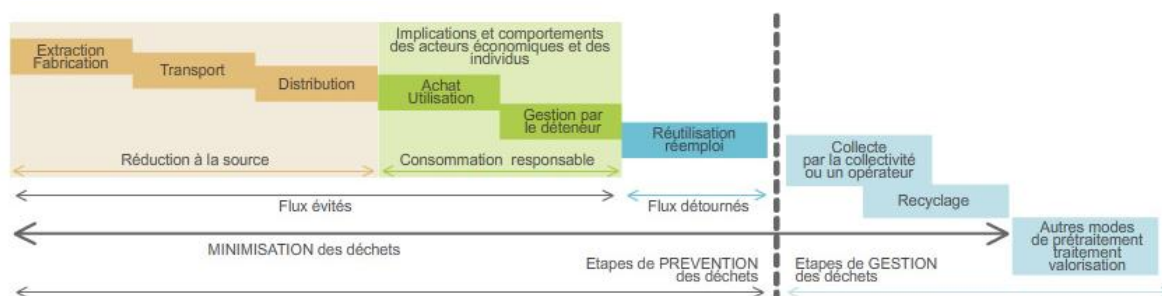 Extraction
Fabrication
Transport
Distribution
Implications et comportements
des acteurs économiques et des
individus
Achat
Utilisation
Gestion par
le déteneur
Réutilisation
réemploi
Collecte
par la collectivité
ou un opérateur
Recyclage
Autres modes
de prétraitement
traitement
valorisation
Réduction à la source
Consommation responsable
Flux évités
Flux détournés
MINIMISATION des déchets
Etapes de PREVENTION
des déchets
Etapes de GESTION
des déchets